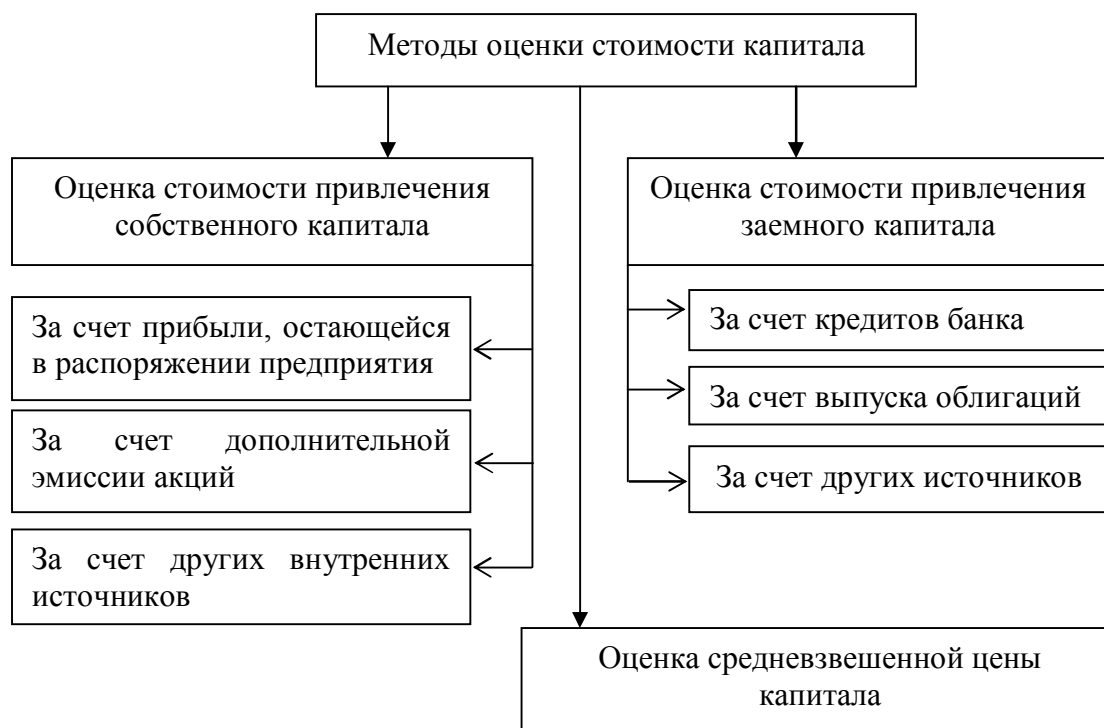 Методы оценки стоимости капитала
Оценка стоимости привлечения
собственного капитала
За счет прибыли, остающейся
в распоряжении предприятия
За счет дополнительной
эмиссии акций
За счет других внутренних
источников
Оценка стоимости привлечения
заемного капитала
За счет кредитов банка
За счет выпуска облигаций
За счет других источников
Оценка средневзвешенной цены
капитала